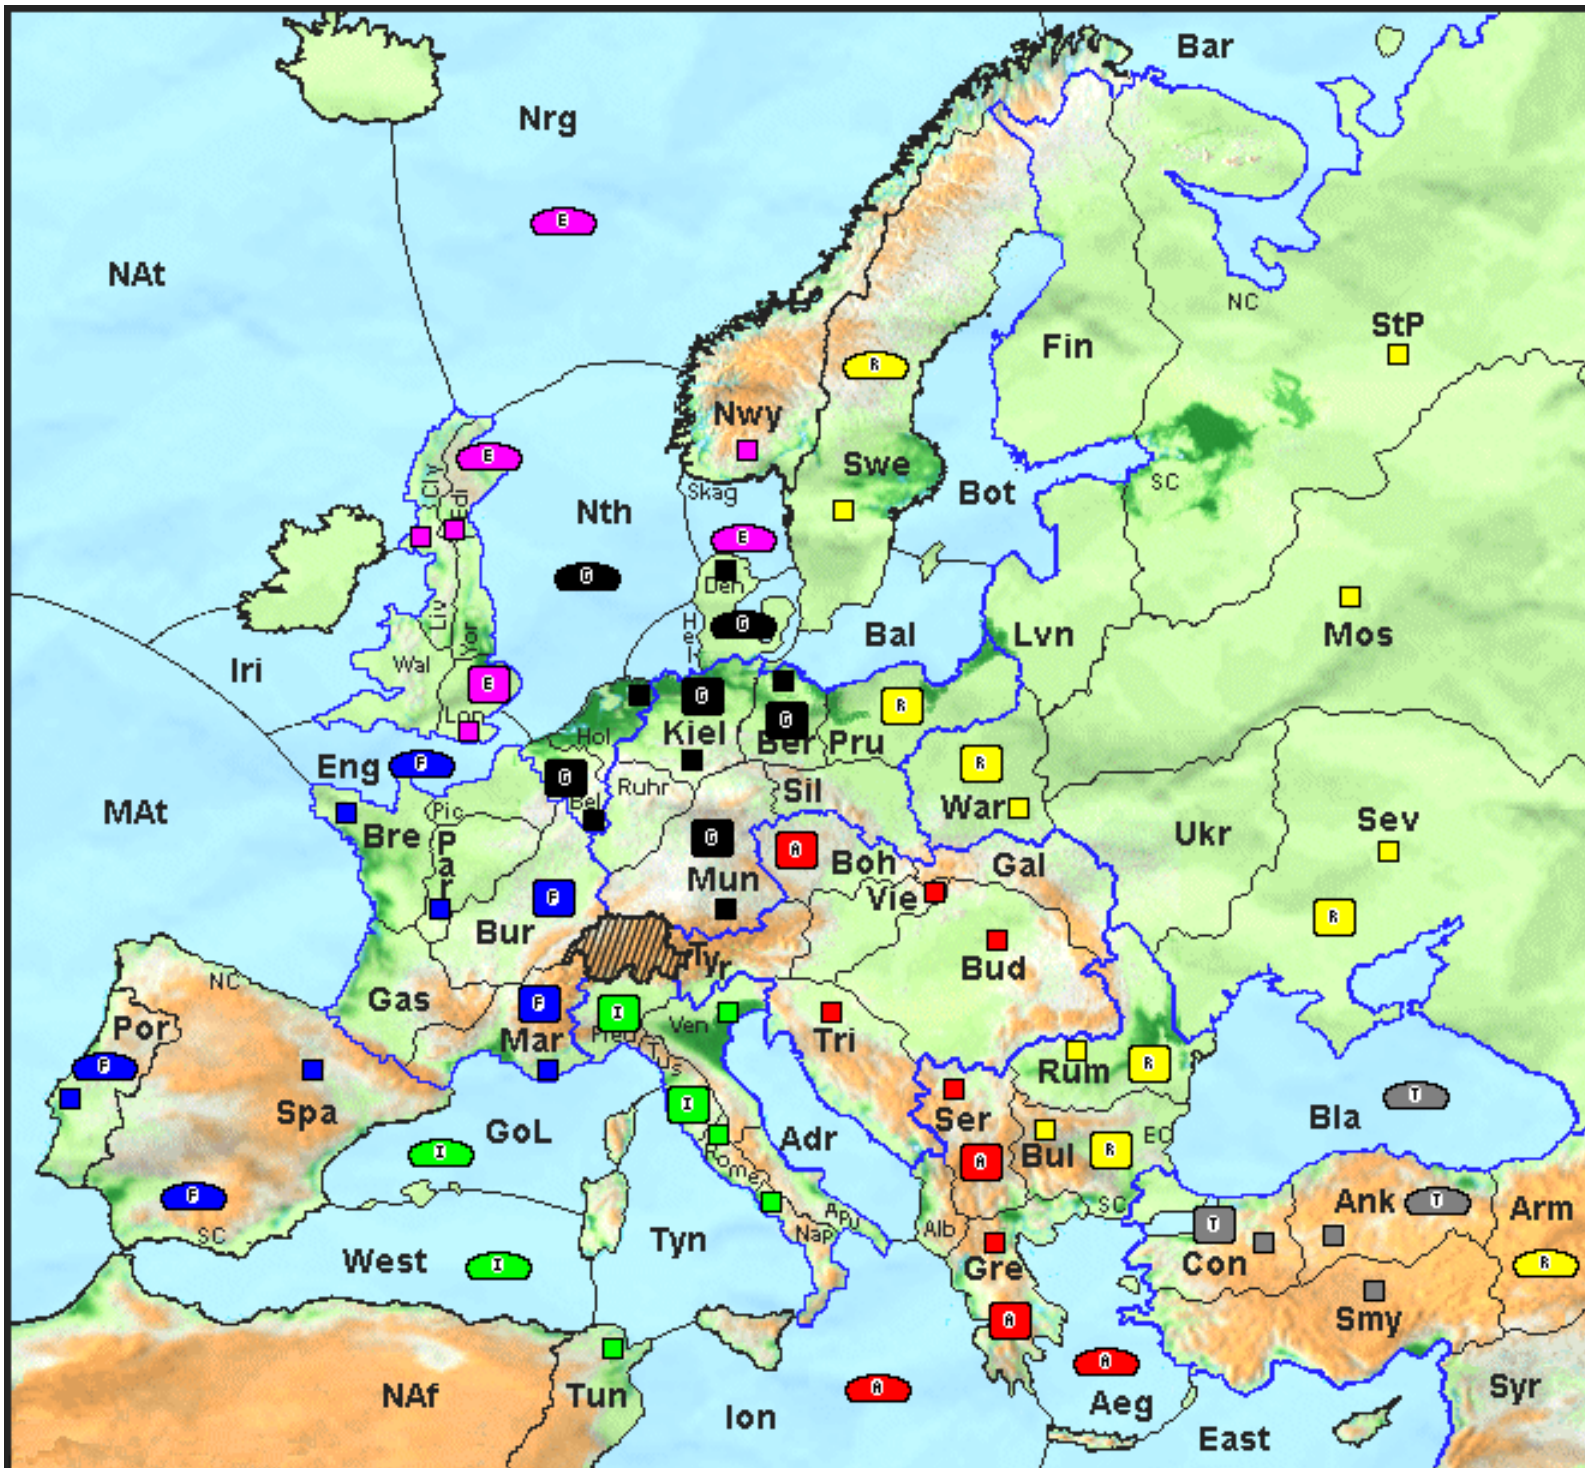 Bar
Nrg
E
NAt
NC
StP
Fin
R
Nwy
E
Swe
Cly
Edi
SC
Skag
Bot
Nth
E
G
Den
Mos
Liv
Yor
Hel
G
Bal
Lvn
Iri
Wal
E
Lon
G
R
Hol
Kiel
G
Ber
Pru
Eng
F
G
R
Ruhr
Sil
War
MAt
Pic
Bel
Bre
Par
G
A
Boh
Gal
Ukr
Sev
Mun
Vie
F
R
Bur
Tyr
Bud
NC
Gas
F
I
Por
Mar
Pied
Ven
Tri
F
Tus
Rum
R
Spa
I
Ser
T
Bla
GoL
Adr
Bul
EC
I
A
R
Rome
F
SC
Apu
Nap
Alb
SC
T
Ank
T
Arm
Tyn
West
I
Gre
Con
R
A
Smy
A
NAf
Tun
A
Aeg
Syr
Ion
East